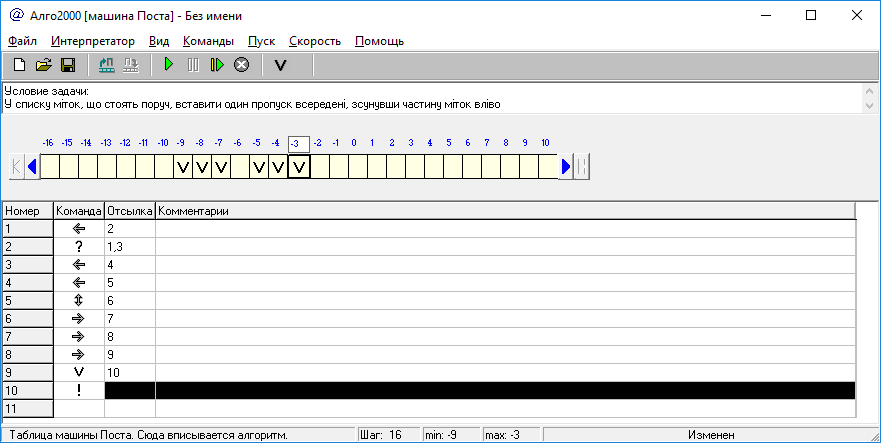 Алго2000 [машина Поста] - Без имени
Файл Интерпретатор Вид Команды Пуск Скорость Помощь
Условие задачи:
У списку міток, що стоять поруч, вставити один пропуск всередені, зсунувши частину міток вліво
-16 -15 -14 -13 -12 -11 -10 -9 -8 -7 -6 -5 -4 -3 -2 -1 0 1 2 3 4 5 6 7 8 9 10
V V V V V V
Номер Команда Отсылка Комментарии
1 ← 2
2 ? 1,3
3 ← 4
4 ← 5
5 ↕ 6
6 → 7
7 → 8
8 → 9
9 V 10
10 !
11
Таблица машины Поста. Сюда вписывается алгоритм. Шаг: 16 min: -9 max: -3 Изменен